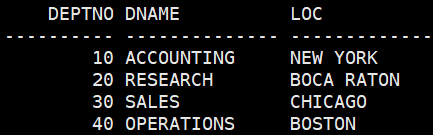 DEPTNO DNAME          LOC
---------- -------------- -------------
        10 ACCOUNTING     NEW YORK
        20 RESEARCH       BOCA RATON
        30 SALES          CHICAGO
        40 OPERATIONS     BOSTON